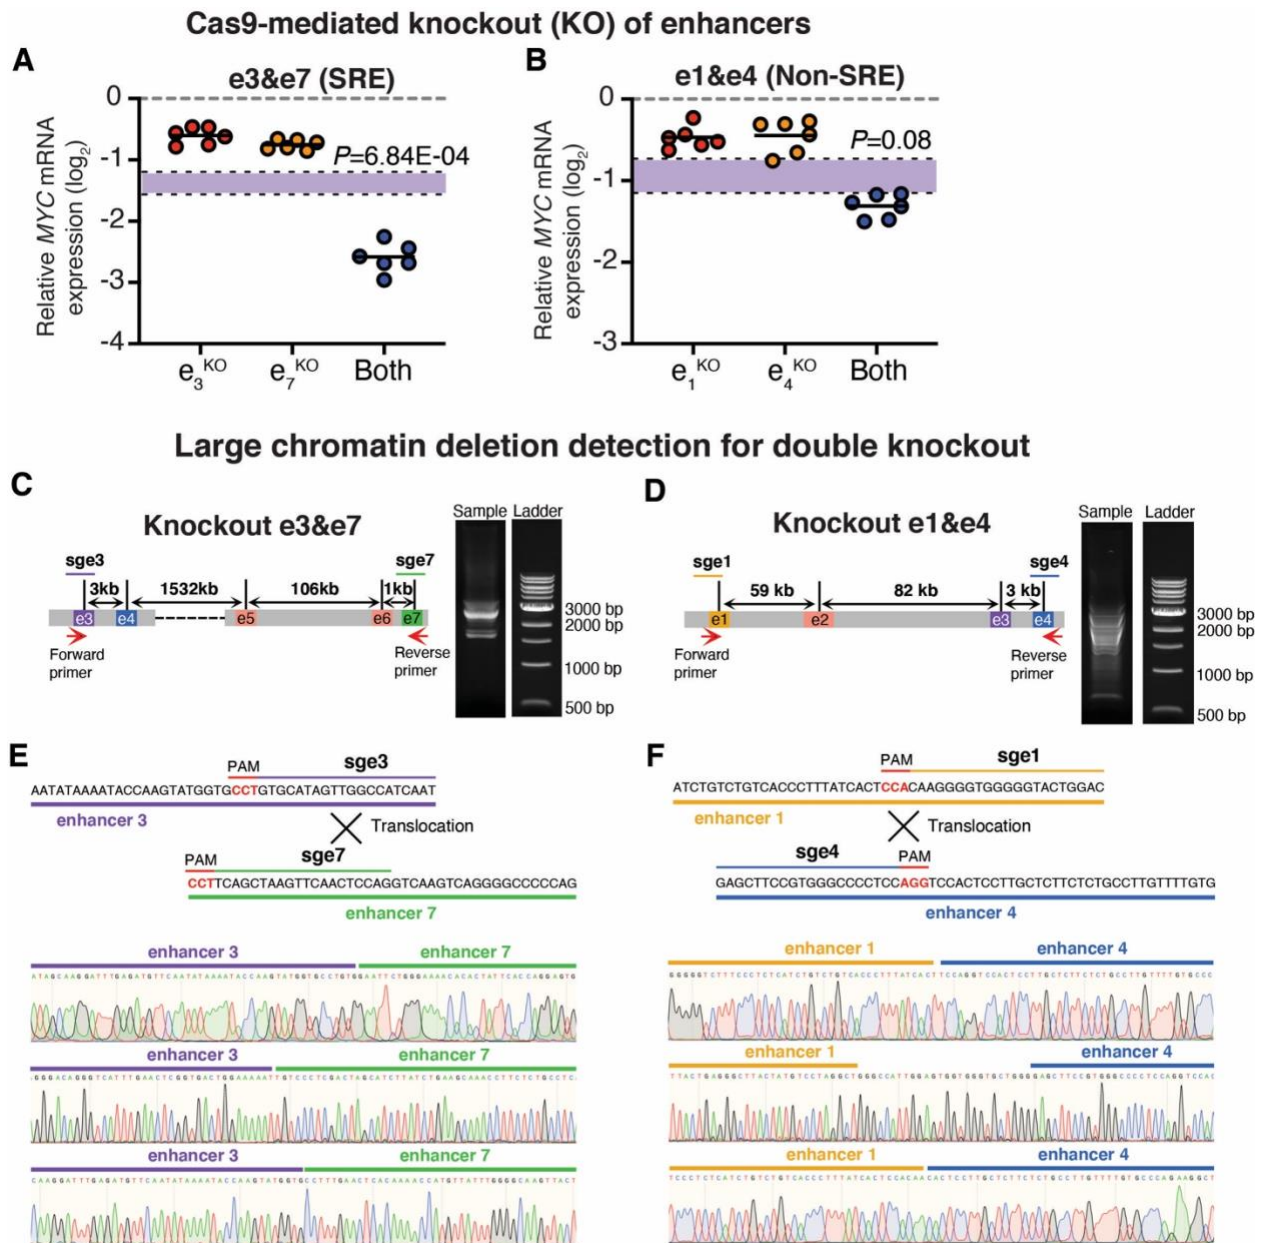 Cas9-mediated knockout (KO) of enhancers
A
e3&e7 (SRE)
Relative MYC mRNA
expression (log2)
0
-1
-2
-3
-4
P=6.84E-04
e3KO e7KO Both
B
e1&e4 (Non-SRE)
Relative MYC mRNA
expression (log2)
0
-1
-2
-3
P=0.08
e1KO e4KO Both
Large chromatin deletion detection for double knockout
C
Knockout e3&e7
sge3 sge7
3kb 1532kb 106kb 1kb
e3 e4 e5 e6 e7
Forward
primer
Reverse
primer
Sample Ladder
3000 bp
2000 bp
1000 bp
500 bp
D
Knockout e1&e4
sge1 sge4
59 kb 82 kb 3 kb
e1 e2 e3 e4
Forward
primer
Reverse
primer
Sample Ladder
3000 bp
2000 bp
1000 bp
500 bp
E
PAM sge3
AATATAAAATACCAAGTATGGTGCCTGTGCATAGTTGGCCATCAAT
enhancer 3
Translocation
PAM sge7
CCTTCAGCTAAGTTCAACTCCAGGTCAAGTCAGGGGCCCCCAG
enhancer 7
enhancer 3 enhancer 7
enhancer 3 enhancer 7
enhancer 3 enhancer 7
F
PAM sge1
ATCTGTCTGTCACCCTTTATCACTCCACAAGGGGTGGGGGTACTGGAC
enhancer 1
Translocation
sge4 PAM
GAGCTTCCGTGGGCCCCTCCAGGTCCACTCCTTGCTCTTCTCTGCCTTGTTTTGTG
enhancer 4
enhancer 1 enhancer 4
enhancer 1 enhancer 4
enhancer 1 enhancer 4